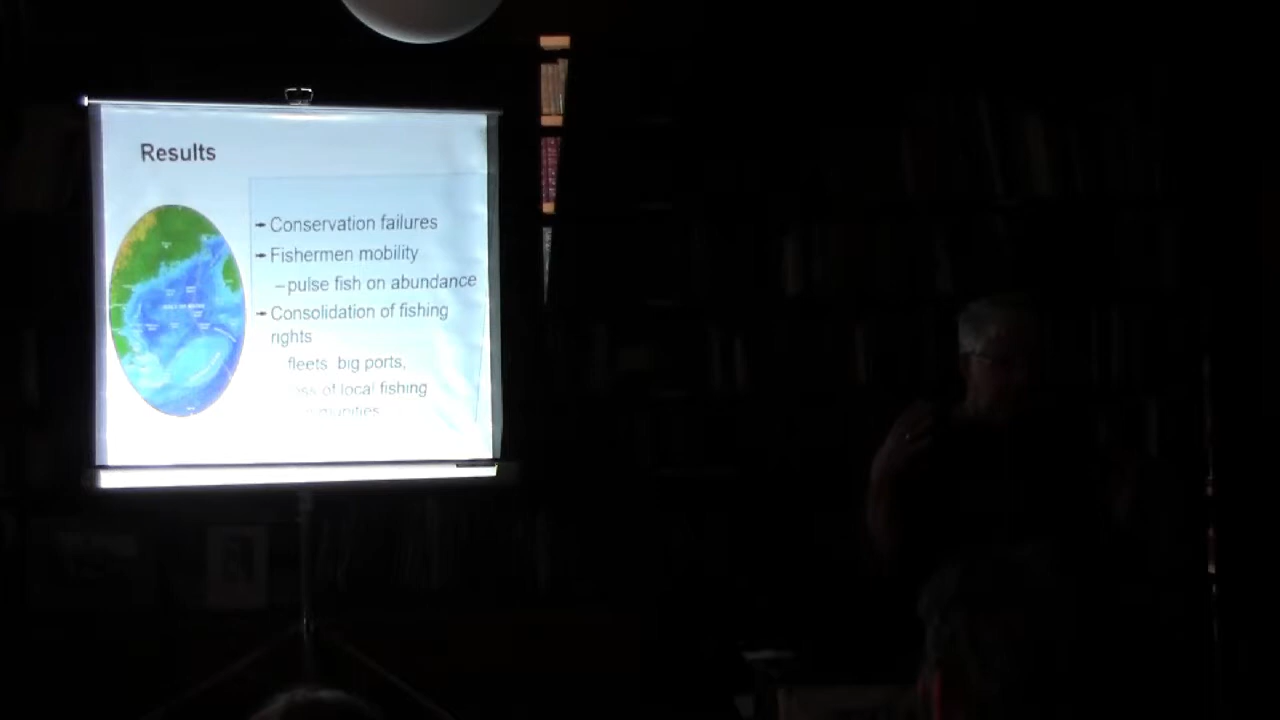 Results
Conservation failures
Fishermen mobility
–pulse fish on abundance
Consolidation of fishing
rights
fleets big ports,
of local fishing